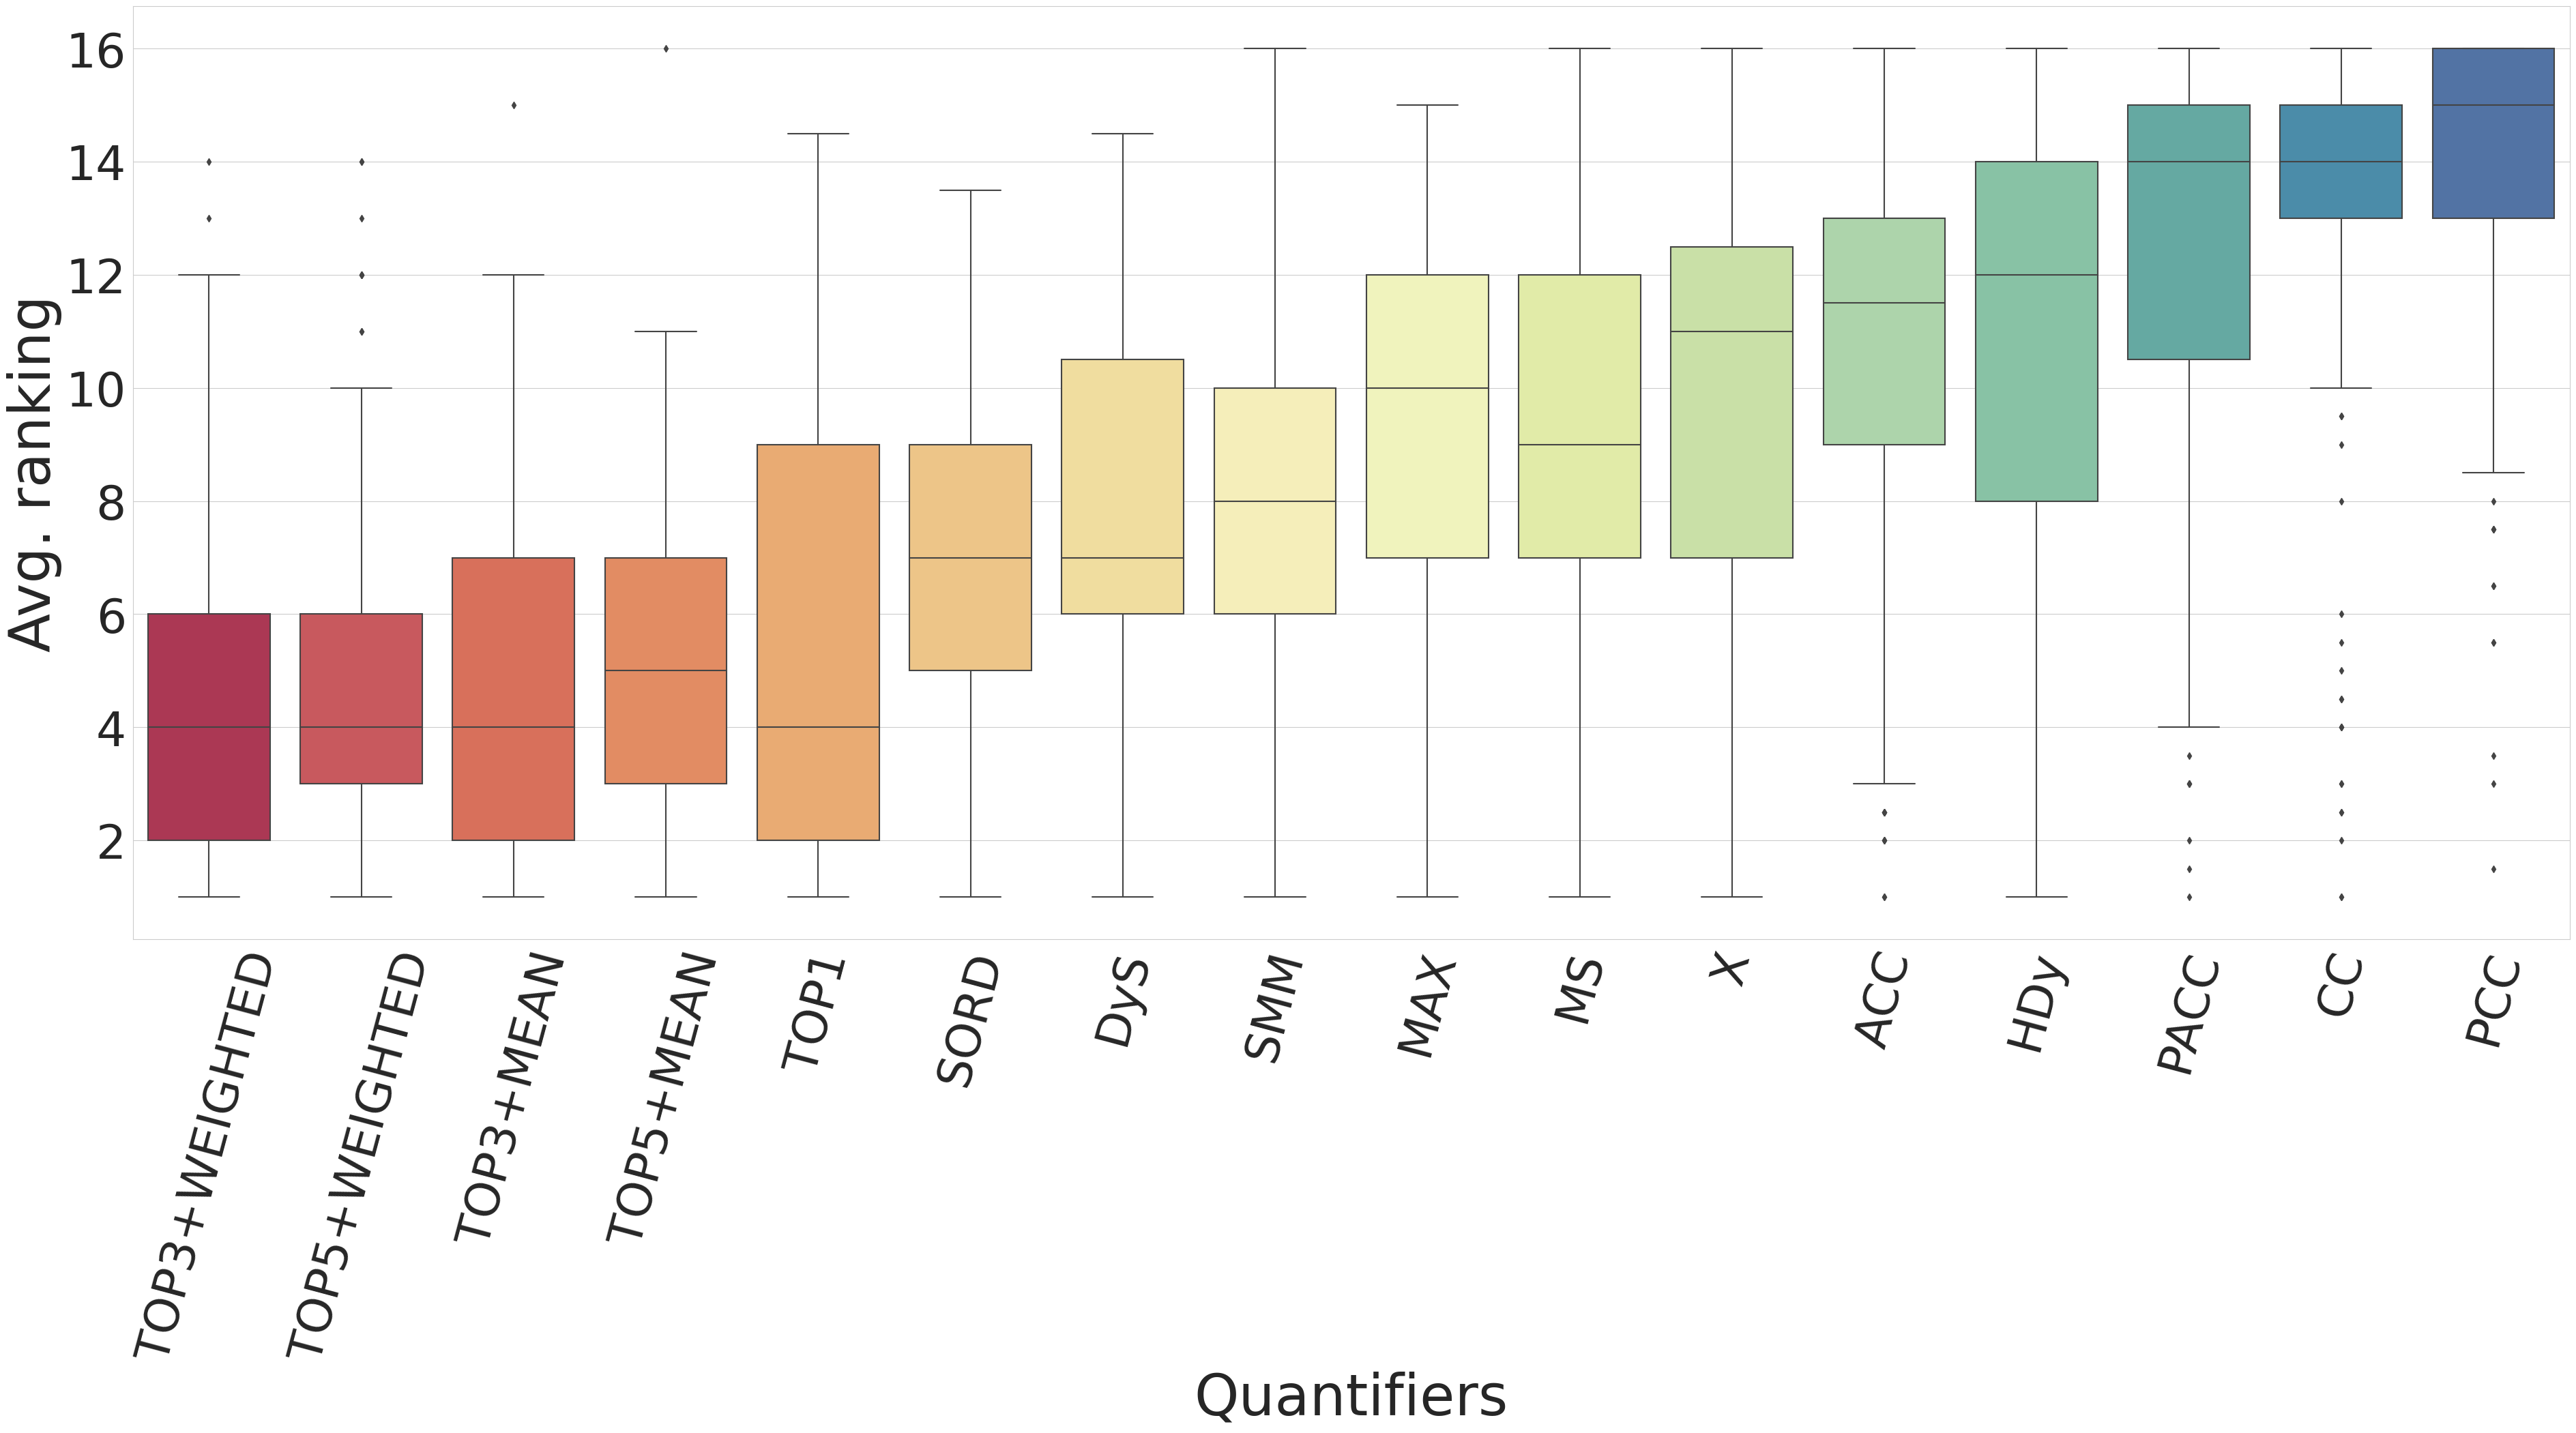 Avg. ranking
16
14
12
10
8
6
4
2
TOP3+WEIGHTED
TOP5+WEIGHTED
TOP3+MEAN
TOP5+MEAN
TOP1
SORD
DyS
SMM
MAX
MS
X
ACC
HDy
PACC
CC
PCC
Quantifiers